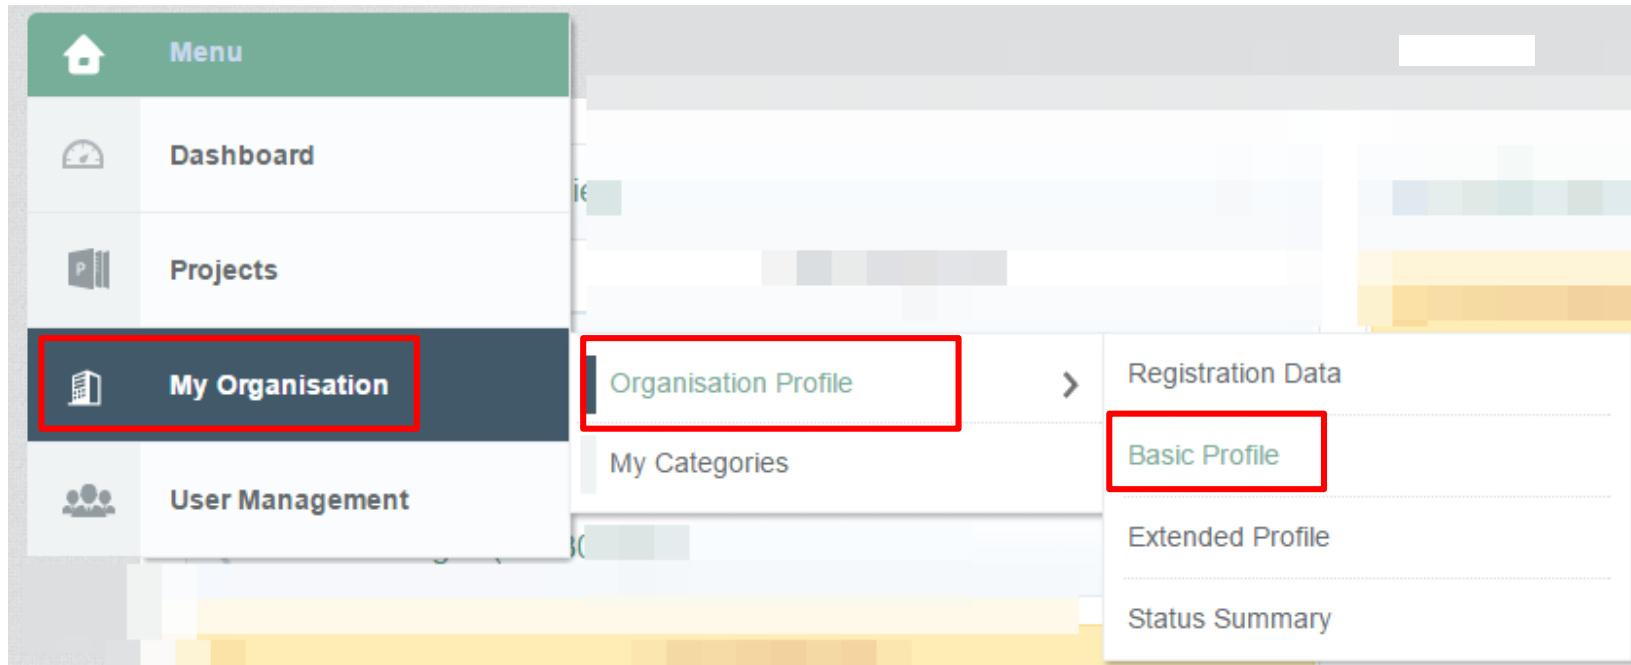 Menu
Dashboard
Projects
My Organisation
User Management
Organisation Profile
My Categories
Registration Data
Basic Profile
Extended Profile
Status Summary